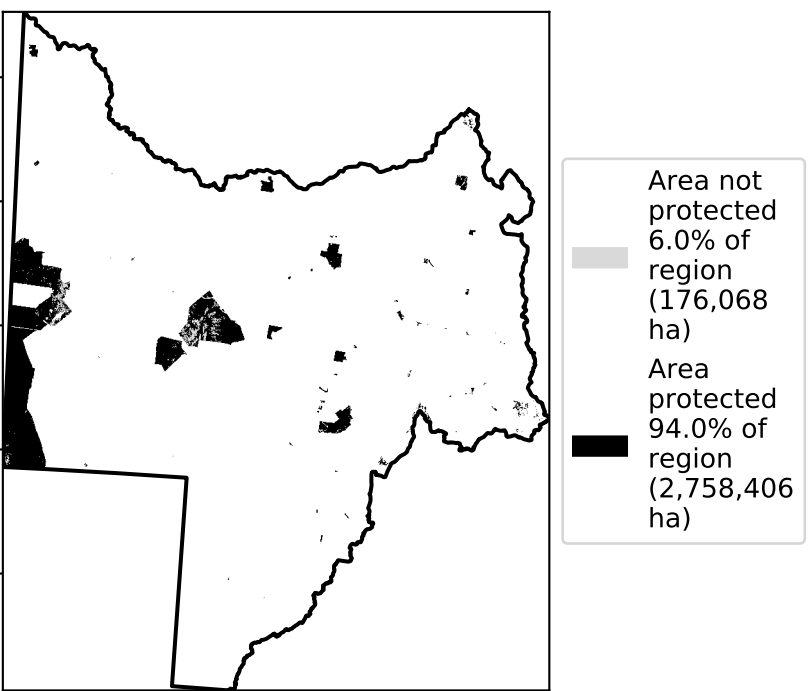 Area not
protected
6.0% of
region
(176,068
ha)
Area
protected
94.0% of
region
(2,758,406
ha)